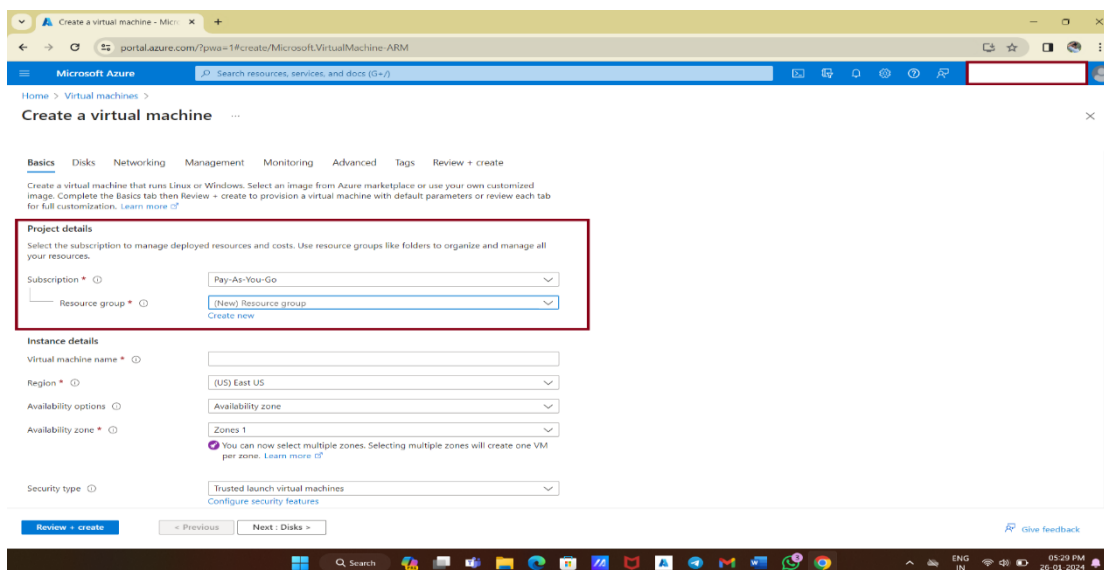 Create a virtual machine - Micr
portal.azure.com/?pwa=1#create/Microsoft.VirtualMachine-ARM
Microsoft Azure
Search resources, services, and docs (G+/)
Home > Virtual machines >
Create a virtual machine ...
Basics Disks Networking Management Monitoring Advanced Tags Review + create
Create a virtual machine that runs Linux or Windows. Select an image from Azure marketplace or use your own customized
image. Complete the Basics tab then Review + create to provision a virtual machine with default parameters or review each tab
for full customization. Learn more
Project details
Select the subscription to manage deployed resources and costs. Use resource groups like folders to organize and manage all
your resources.
Subscription *
Pay-As-You-Go
Resource group *
(New) Resource group
Create new
Instance details
Virtual machine name *
Region *
(US) East US
Availability options
Availability zone
Availability zone *
Zones 1
You can now select multiple zones. Selecting multiple zones will create one VM
per zone. Learn more
Security type
Trusted launch virtual machines
Configure security features
Review + create
< Previous
Next : Disks >
Give feedback
Search
ENG
IN
05:29 PM
26-01-2024